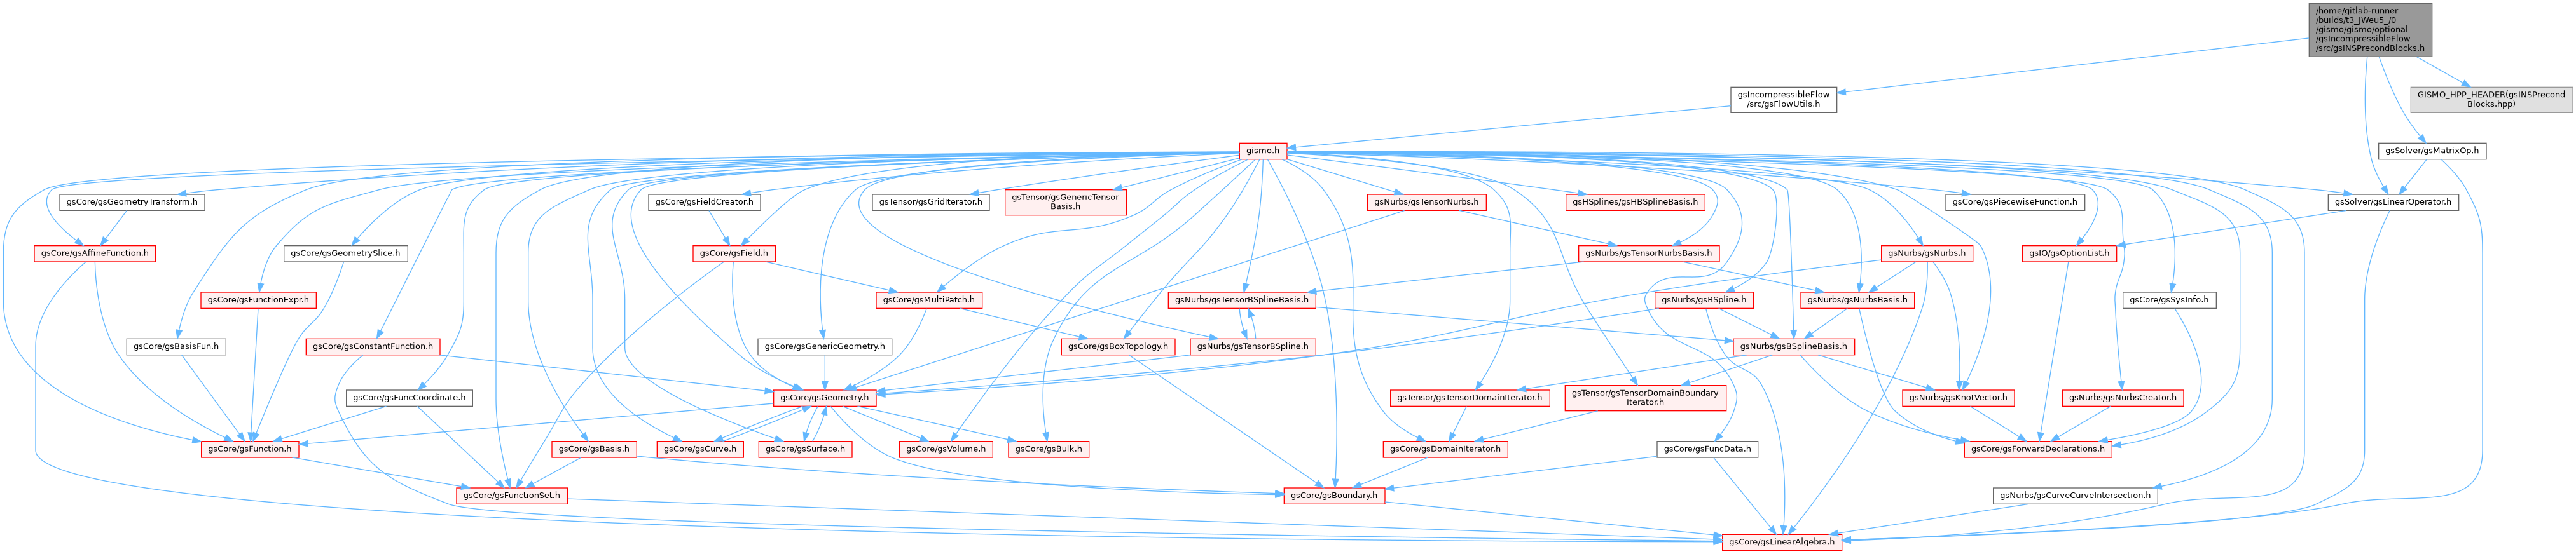 /home/gitlab-runner
/builds/t3_JWeu5_/0
/gismo/gismo/optional
/gsIncompressibleFlow
/src/gsINSPrecondBlocks.h
gsIncompressibleFlow
/src/gsFlowUtils.h
GISMO_HPP_HEADER(gsINSPrecond
Blocks.hpp)
gismo.h
gsSolver/gsMatrixOp.h
gsCore/gsGeometryTransform.h
gsCore/gsFieldCreator.h
gsTensor/gsGridIterator.h
gsTensor/gsGenericTensor
Basis.h
gsNurbs/gsTensorNurbs.h
gsHSplines/gsHBSplineBasis.h
gsCore/gsPiecewiseFunction.h
gsSolver/gsLinearOperator.h
gsCore/gsAffineFunction.h
gsCore/gsGeometrySlice.h
gsCore/gsField.h
gsNurbs/gsTensorNurbsBasis.h
gsNurbs/gsNurbs.h
gsIO/gsOptionList.h
gsCore/gsFunctionExpr.h
gsCore/gsMultiPatch.h
gsNurbs/gsTensorBSplineBasis.h
gsNurbs/gsBSpline.h
gsNurbs/gsNurbsBasis.h
gsCore/gsSysInfo.h
gsCore/gsBasisFun.h
gsCore/gsConstantFunction.h
gsCore/gsGenericGeometry.h
gsCore/gsBoxTopology.h
gsNurbs/gsTensorBSpline.h
gsNurbs/gsBSplineBasis.h
gsCore/gsFuncCoordinate.h
gsCore/gsGeometry.h
gsTensor/gsTensorDomainIterator.h
gsTensor/gsTensorDomainBoundary
Iterator.h
gsNurbs/gsKnotVector.h
gsNurbs/gsNurbsCreator.h
gsCore/gsFunction.h
gsCore/gsBasis.h
gsCore/gsCurve.h
gsCore/gsSurface.h
gsCore/gsVolume.h
gsCore/gsBulk.h
gsCore/gsDomainIterator.h
gsCore/gsFuncData.h
gsCore/gsForwardDeclarations.h
gsCore/gsFunctionSet.h
gsCore/gsBoundary.h
gsNurbs/gsCurveCurveIntersection.h
gsCore/gsLinearAlgebra.h